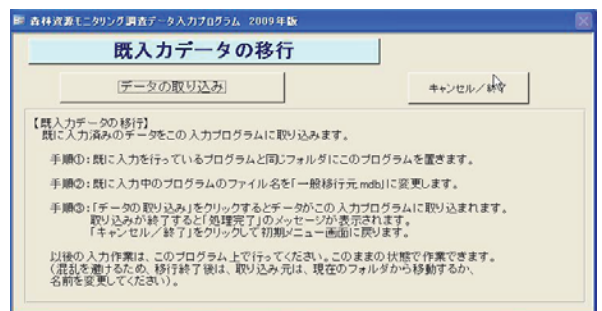 森林資源モニタリング調査データ入力プログラム 2009年版
既入力データの移行
データの取り込み
キャンセル/終了
【既入力データの移行】
既に入力済みのデータをこの入力プログラムに取り込みます。
手順①:既に入力を行っているプログラムと同じフォルダにこのプログラムを置きます。
手順②:既に入力中のプログラムのファイル名を「一般移行元.mdb」に変更します。
手順③:「データの取り込み」をクリックするとデータがこの入力プログラムに取り込まれます。
取り込みが終了すると「処理完了」のメッセージが表示されます。
「キャンセル/終了」をクリックして初期メニュー画面に戻ります。
以後の入力作業は、このプログラム上で行ってください。このままの状態で作業できます。
(混乱を避けるため、移行終了後は、取り込み元は、現在のフォルダから移動するか、
名前を変更してください)。